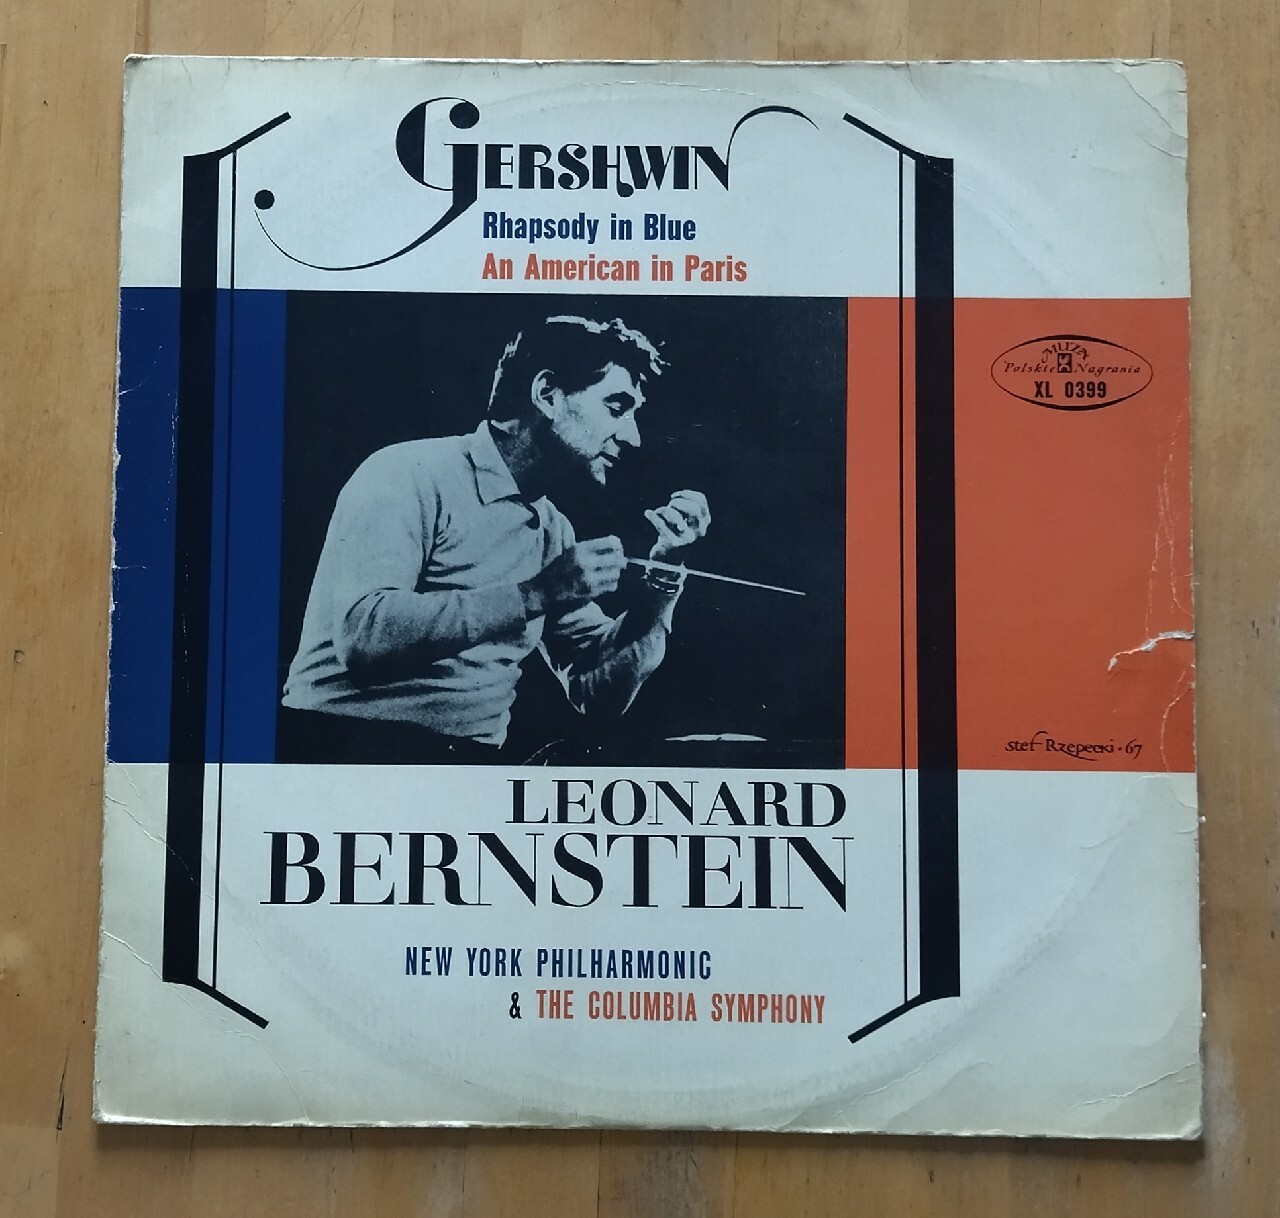 GERSHWIN
Rhapsody in Blue
An American in Paris
MUZA
Polskie Nagrania
XL 0399
stef Rzepecki • 67
LEONARD
BERNSTEIN
NEW YORK PHILHARMONIC
& THE COLUMBIA SYMPHONY